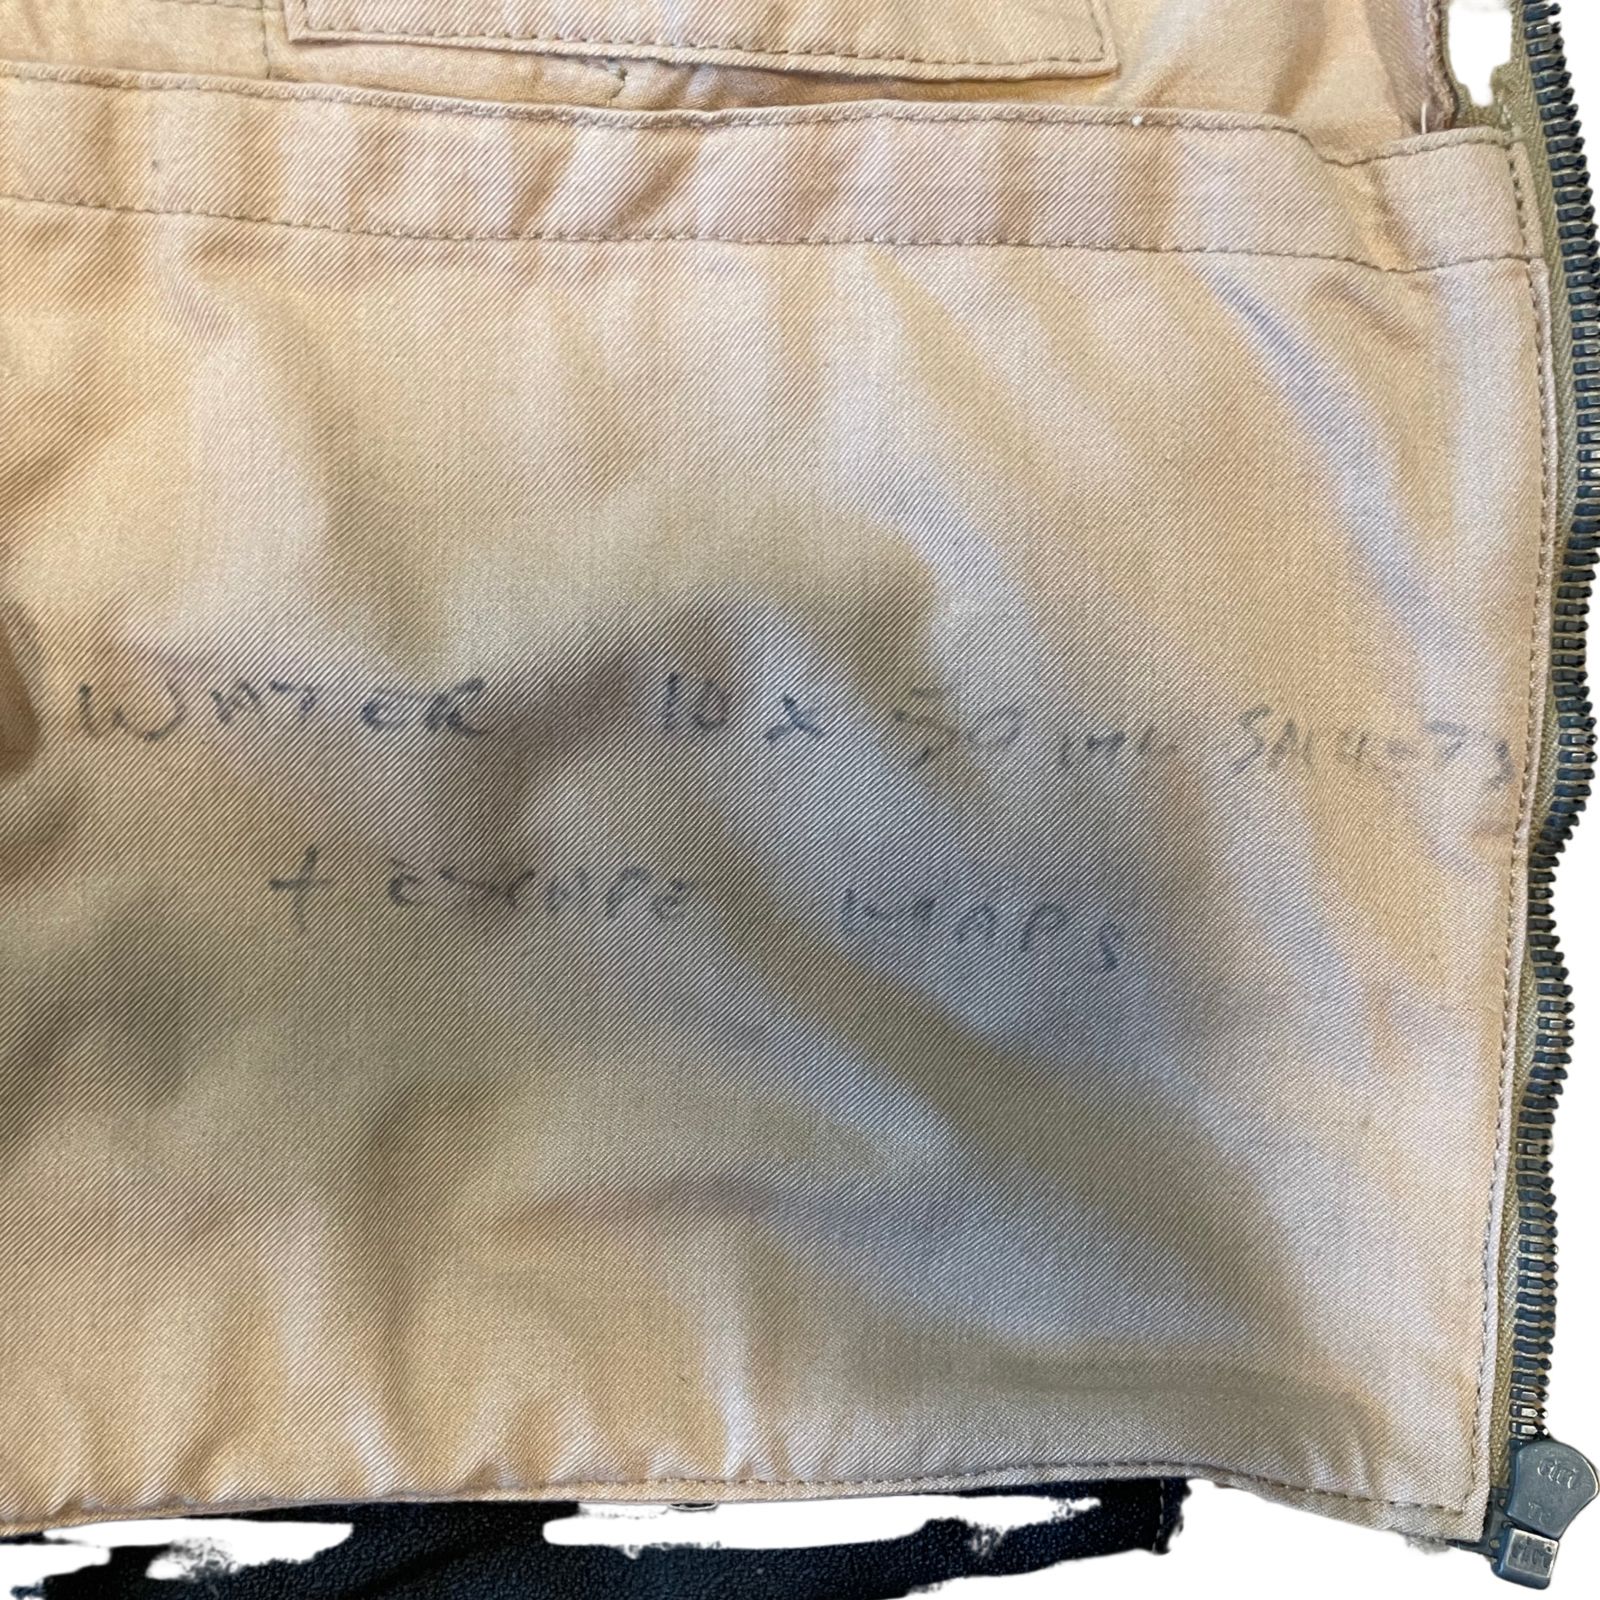 WATER 10 X 50 ML SACHETS
+ ESCAPE MAPS